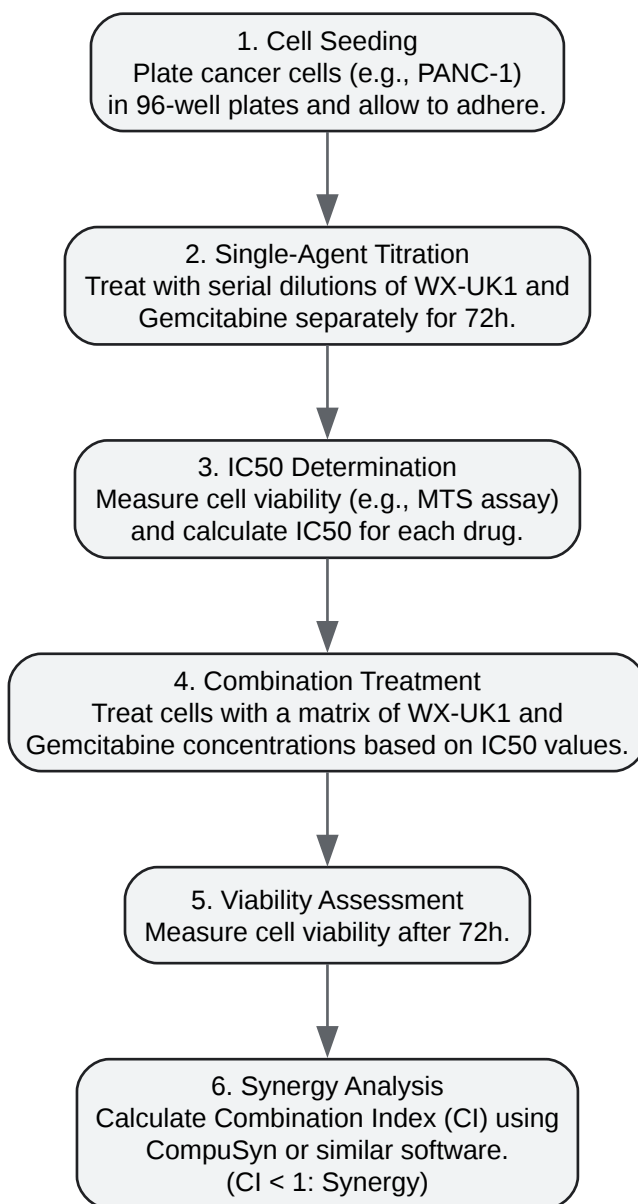 1. Cell Seeding
Plate cancer cells (e.g., PANC-1)
in 96-well plates and allow to adhere.
2. Single-Agent Titration
Treat with serial dilutions of WX-UK1 and
Gemcitabine separately for 72h.
3. IC50 Determination
Measure cell viability (e.g., MTS assay)
and calculate IC50 for each drug.
4. Combination Treatment
Treat cells with a matrix of WX-UK1 and
Gemcitabine concentrations based on IC50 values.
5. Viability Assessment
Measure cell viability after 72h.
6. Synergy Analysis
Calculate Combination Index (CI) using
CompuSyn or similar software.
(CI < 1: Synergy)